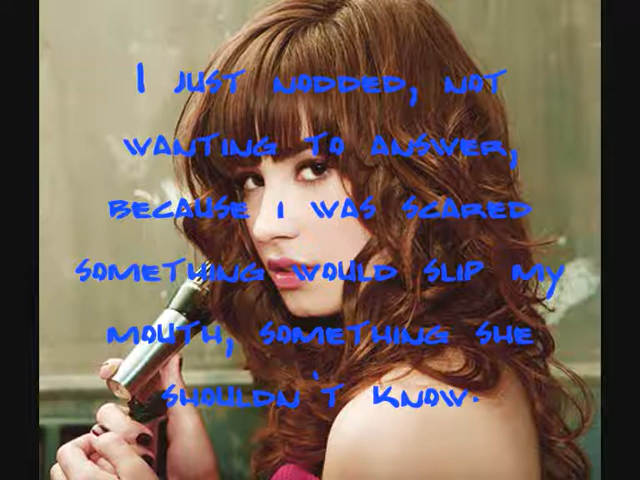 I just nodded, not
wanting to answer,
because i was scared
something would slip my
mouth, something she
shouldn't know.